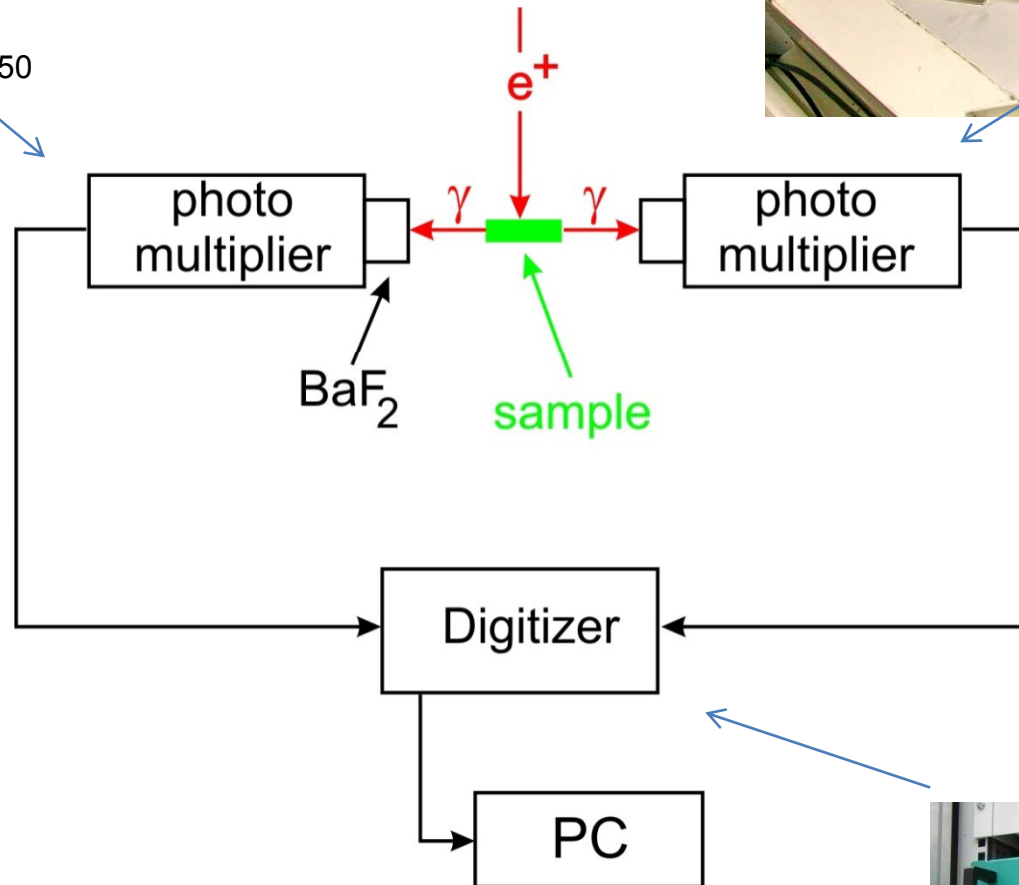 50
e⁺
photo
multiplier
γ
γ
photo
multiplier
BaF₂
sample
Digitizer
PC